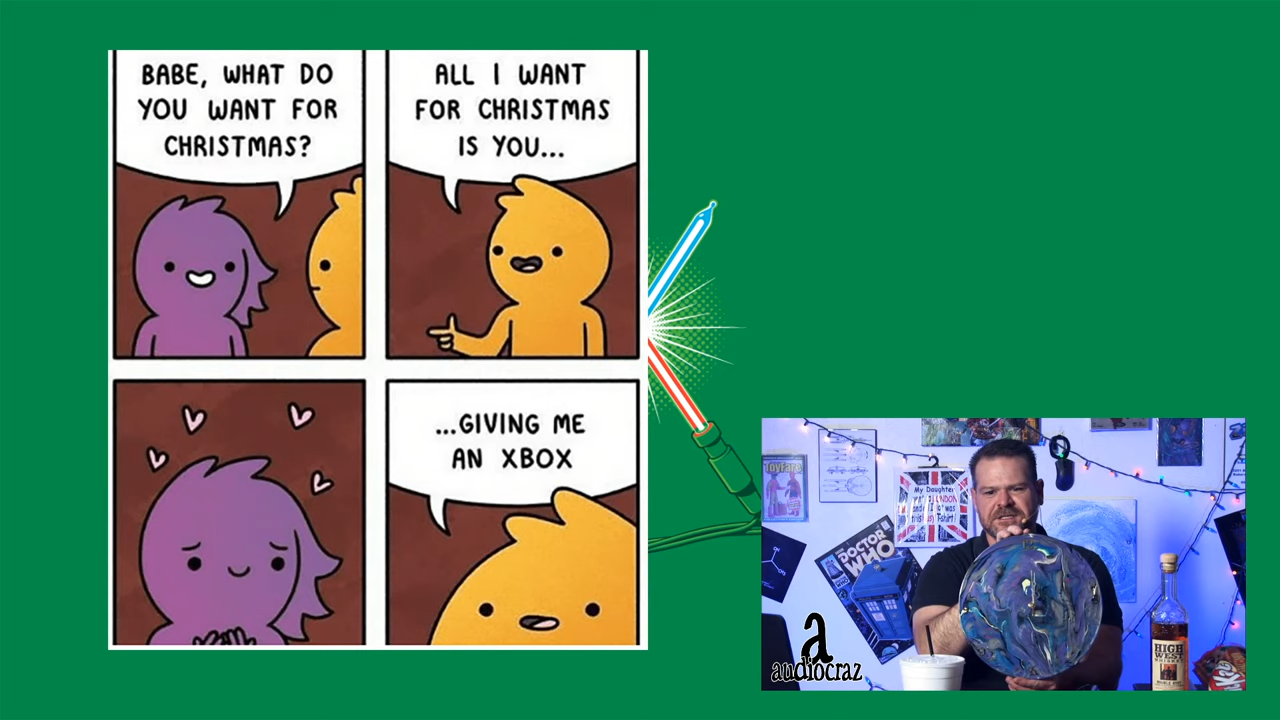 BABE, WHAT DO
YOU WANT FOR
CHRISTMAS?
ALL I WANT
FOR CHRISTMAS
IS YOU...
...GIVING ME
AN XBOX
ToyFare
My Daughter
LONDON
DOCTOR
WHO
a
audiocraz
HIGH
WEST